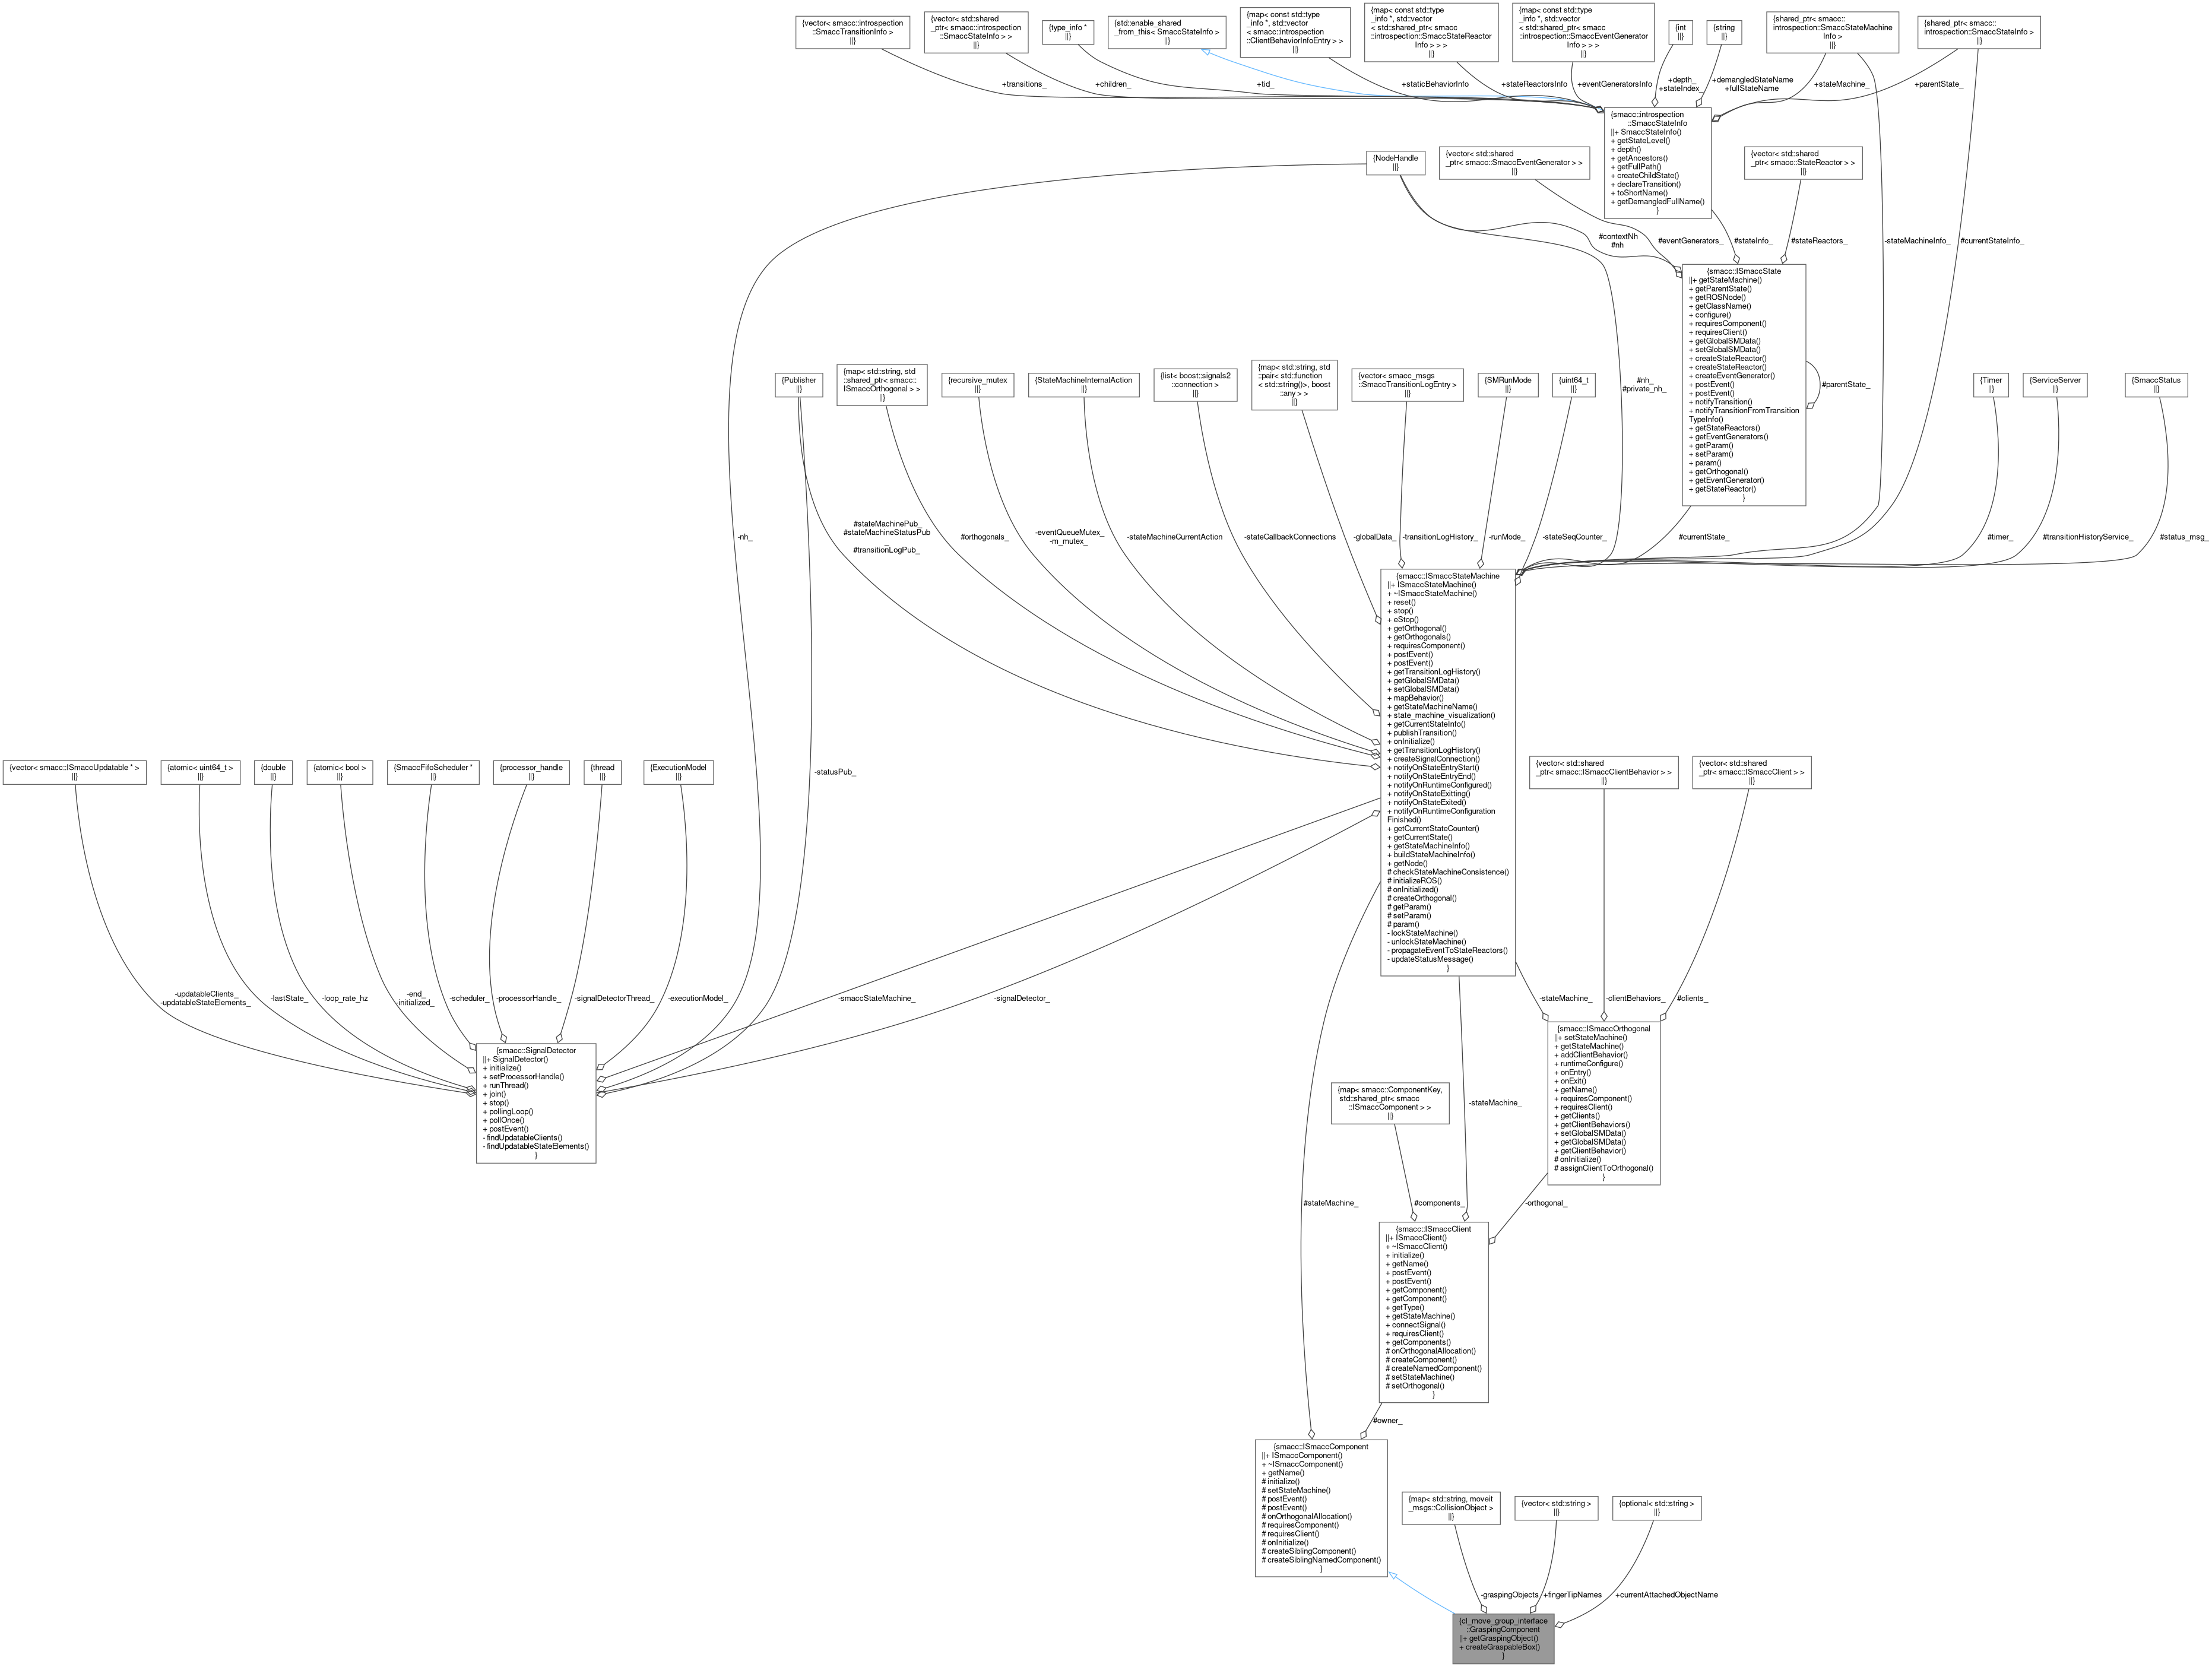 {vector< smacc::introspection
::SmaccTransitionInfo >
||}
{vector< std::shared
_ptr< smacc::introspection
::SmaccStateInfo > >
||}
{type_info *
||}
{std::enable_shared
_from_this< SmaccStateInfo >
||}
{map< const std::type
_info *, std::vector
< smacc::introspection
::ClientBehaviorInfoEntry > >
||}
{map< const std::type
_info *, std::vector
< std::shared_ptr< smacc
::introspection::SmaccStateReactor
Info > > >
||}
{map< const std::type
_info *, std::vector
< std::shared_ptr< smacc
::introspection::SmaccEventGenerator
Info > > >
||}
{int
||}
{string
||}
{shared_ptr< smacc::
introspection::SmaccStateMachine
Info >
||}
{shared_ptr< smacc::
introspection::SmaccStateInfo >
||}
+transitions_
+children_
+tid_
+staticBehaviorInfo
+stateReactorsInfo
+eventGeneratorsInfo
+depth_
+stateIndex_
+demangledStateName
+fullStateName
+stateMachine_
+parentState_
{smacc::introspection
::SmaccStateInfo
||+ SmaccStateInfo()
+ getStateLevel()
+ depth()
+ getAncestors()
+ getFullPath()
+ createChildState()
+ declareTransition()
+ toShortName()
+ getDemangledFullName()
}
{NodeHandle
||}
{vector< std::shared
_ptr< smacc::SmaccEventGenerator > >
||}
{vector< std::shared
_ptr< smacc::StateReactor > >
||}
#contextNh
#nh
#eventGenerators_
#stateInfo_
#stateReactors_
-stateMachineInfo_
#currentStateInfo_
{smacc::ISmaccState
||+ getStateMachine()
+ getParentState()
+ getROSNode()
+ getClassName()
+ configure()
+ requiresComponent()
+ requiresClient()
+ getGlobalSMData()
+ setGlobalSMData()
+ createStateReactor()
+ createStateReactor()
+ createEventGenerator()
+ postEvent()
+ postEvent()
+ notifyTransition()
+ notifyTransitionFromTransition
TypeInfo()
+ getStateReactors()
+ getEventGenerators()
+ getParam()
+ setParam()
+ param()
+ getOrthogonal()
+ getEventGenerator()
+ getStateReactor()
}
#parentState_
{Publisher
||}
{map< std::string, std
::shared_ptr< smacc::
ISmaccOrthogonal > >
||}
{recursive_mutex
||}
{StateMachineInternalAction
||}
{list< boost::signals2
::connection >
||}
{map< std::string, std
::pair< std::function
< std::string()>, boost
::any > >
||}
{vector< smacc_msgs
::SmaccTransitionLogEntry >
||}
{SMRunMode
||}
{uint64_t
||}
#nh_
#private_nh_
{Timer
||}
{ServiceServer
||}
{SmaccStatus
||}
-nh_
#stateMachinePub_
#stateMachineStatusPub
_
#transitionLogPub_
#orthogonals_
-eventQueueMutex_
-m_mutex_
-stateMachineCurrentAction
-stateCallbackConnections
-globalData_
-transitionLogHistory_
-runMode_
-stateSeqCounter_
#currentState_
#timer_
#transitionHistoryService_
#status_msg_
{smacc::ISmaccStateMachine
||+ ISmaccStateMachine()
+ ~ISmaccStateMachine()
+ reset()
+ stop()
+ eStop()
+ getOrthogonal()
+ getOrthogonals()
+ requiresComponent()
+ postEvent()
+ postEvent()
+ getTransitionLogHistory()
+ getGlobalSMData()
+ setGlobalSMData()
+ mapBehavior()
+ getStateMachineName()
+ state_machine_visualization()
+ getCurrentStateInfo()
+ publishTransition()
+ onInitialize()
+ getTransitionLogHistory()
+ createSignalConnection()
+ notifyOnStateEntryStart()
+ notifyOnStateEntryEnd()
+ notifyOnRuntimeConfigured()
+ notifyOnStateExitting()
+ notifyOnStateExited()
+ notifyOnRuntimeConfiguration
Finished()
+ getCurrentStateCounter()
+ getCurrentState()
+ getStateMachineInfo()
+ buildStateMachineInfo()
+ getNode()
# checkStateMachineConsistence()
# initializeROS()
# onInitialized()
# createOrthogonal()
# getParam()
# setParam()
# param()
- lockStateMachine()
- unlockStateMachine()
- propagateEventToStateReactors()
- updateStatusMessage()
}
{vector< smacc::ISmaccUpdatable * >
||}
{atomic< uint64_t >
||}
{double
||}
{atomic< bool >
||}
{SmaccFifoScheduler *
||}
{processor_handle
||}
{thread
||}
{ExecutionModel
||}
-statusPub_
{vector< std::shared
_ptr< smacc::ISmaccClientBehavior > >
||}
{vector< std::shared
_ptr< smacc::ISmaccClient > >
||}
-updatableClients_
-updatableStateElements_
-lastState_
-loop_rate_hz
-end_
-initialized_
-scheduler_
-processorHandle_
-signalDetectorThread_
-executionModel_
-smaccStateMachine_
-signalDetector_
-stateMachine_
-clientBehaviors_
#clients_
{smacc::SignalDetector
||+ SignalDetector()
+ initialize()
+ setProcessorHandle()
+ runThread()
+ join()
+ stop()
+ pollingLoop()
+ pollOnce()
+ postEvent()
- findUpdatableClients()
- findUpdatableStateElements()
}
{smacc::ISmaccOrthogonal
||+ setStateMachine()
+ getStateMachine()
+ addClientBehavior()
+ runtimeConfigure()
+ onEntry()
+ onExit()
+ getName()
+ requiresComponent()
+ requiresClient()
+ getClients()
+ getClientBehaviors()
+ setGlobalSMData()
+ getGlobalSMData()
+ getClientBehavior()
# onInitialize()
# assignClientToOrthogonal()
}
{map< smacc::ComponentKey,
std::shared_ptr< smacc
::ISmaccComponent > >
||}
-stateMachine_
#stateMachine_
#components_
-orthogonal_
{smacc::ISmaccClient
||+ ISmaccClient()
+ ~ISmaccClient()
+ initialize()
+ getName()
+ postEvent()
+ postEvent()
+ getComponent()
+ getComponent()
+ getType()
+ getStateMachine()
+ connectSignal()
+ requiresClient()
+ getComponents()
# onOrthogonalAllocation()
# createComponent()
# createNamedComponent()
# setStateMachine()
# setOrthogonal()
}
#owner_
{smacc::ISmaccComponent
||+ ISmaccComponent()
+ ~ISmaccComponent()
+ getName()
# initialize()
# setStateMachine()
# postEvent()
# postEvent()
# onOrthogonalAllocation()
# requiresComponent()
# requiresClient()
# onInitialize()
# createSiblingComponent()
# createSiblingNamedComponent()
}
{map< std::string, moveit
_msgs::CollisionObject >
||}
{vector< std::string >
||}
{optional< std::string >
||}
-graspingObjects
+fingerTipNames
+currentAttachedObjectName
{cl_move_group_interface
::GraspingComponent
||+ getGraspingObject()
+ createGraspableBox()
}